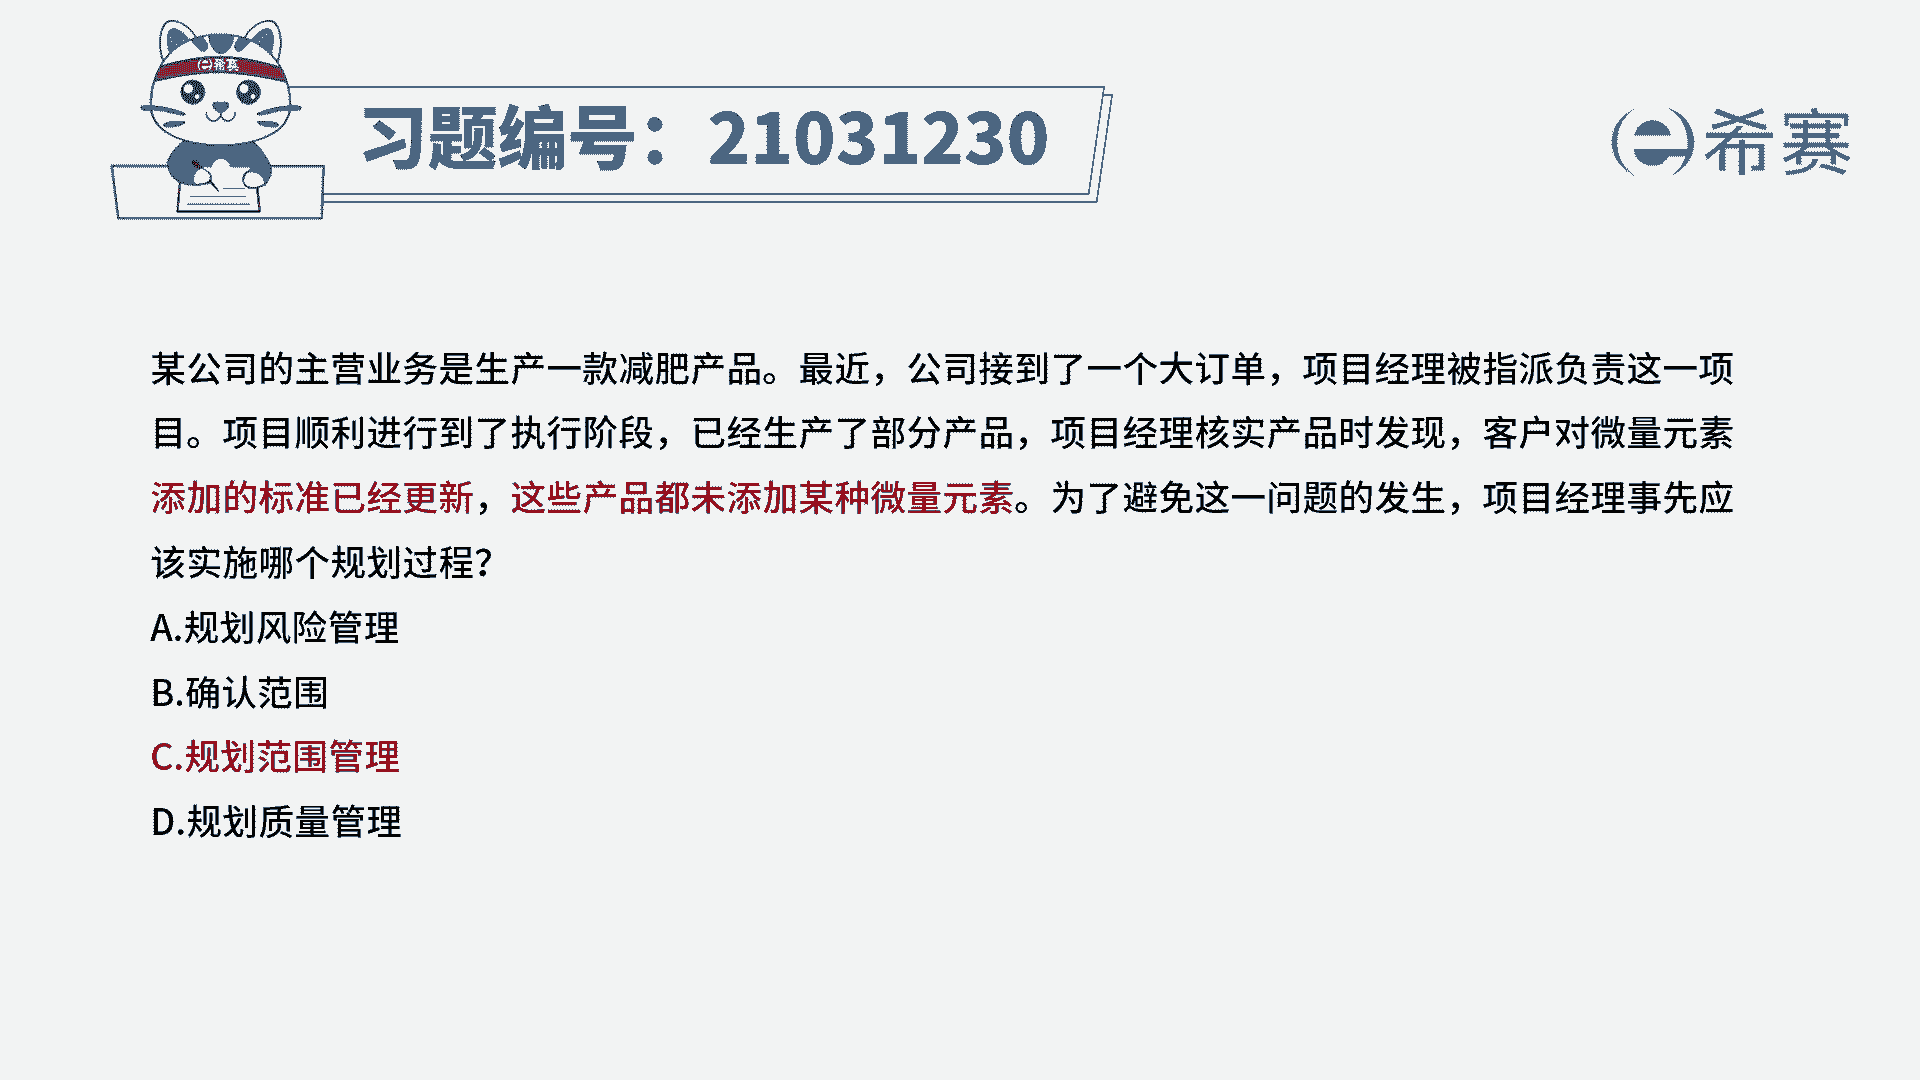 e希赛
习题编号：21031230
e希赛
某公司的主营业务是生产一款减肥产品。最近，公司接到了一个大订单，项目经理被指派负责这一项
目。项目顺利进行到了执行阶段，已经生产了部分产品，项目经理核实产品时发现，客户对微量元素
添加的标准已经更新，这些产品都未添加某种微量元素。为了避免这一问题的发生，项目经理事先应
该实施哪个规划过程？
A.规划风险管理
B.确认范围
C.规划范围管理
D.规划质量管理